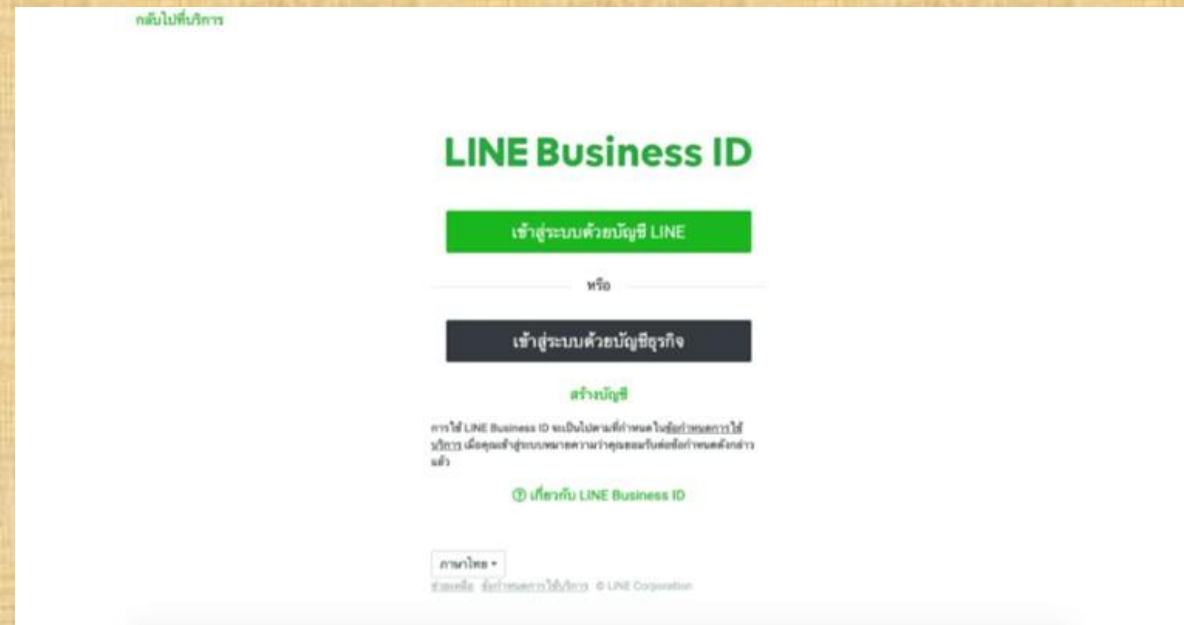 กลับไปที่บริการ
LINE Business ID
เข้าสู่ระบบด้วยบัญชี LINE
หรือ
เข้าสู่ระบบด้วยบัญชีธุรกิจ
สร้างบัญชี
การใช้ LINE Business ID จะเป็นไปตามที่กำหนดในข้อกำหนดการใช้
บริการ เมื่อคุณเข้าสู่ระบบหมายความว่าคุณยอมรับต่อข้อกำหนดดังกล่าว
แล้ว
? เกี่ยวกับ LINE Business ID
ภาษาไทย
ช่วยเหลือ ข้อกำหนดการใช้บริการ © LINE Corporation